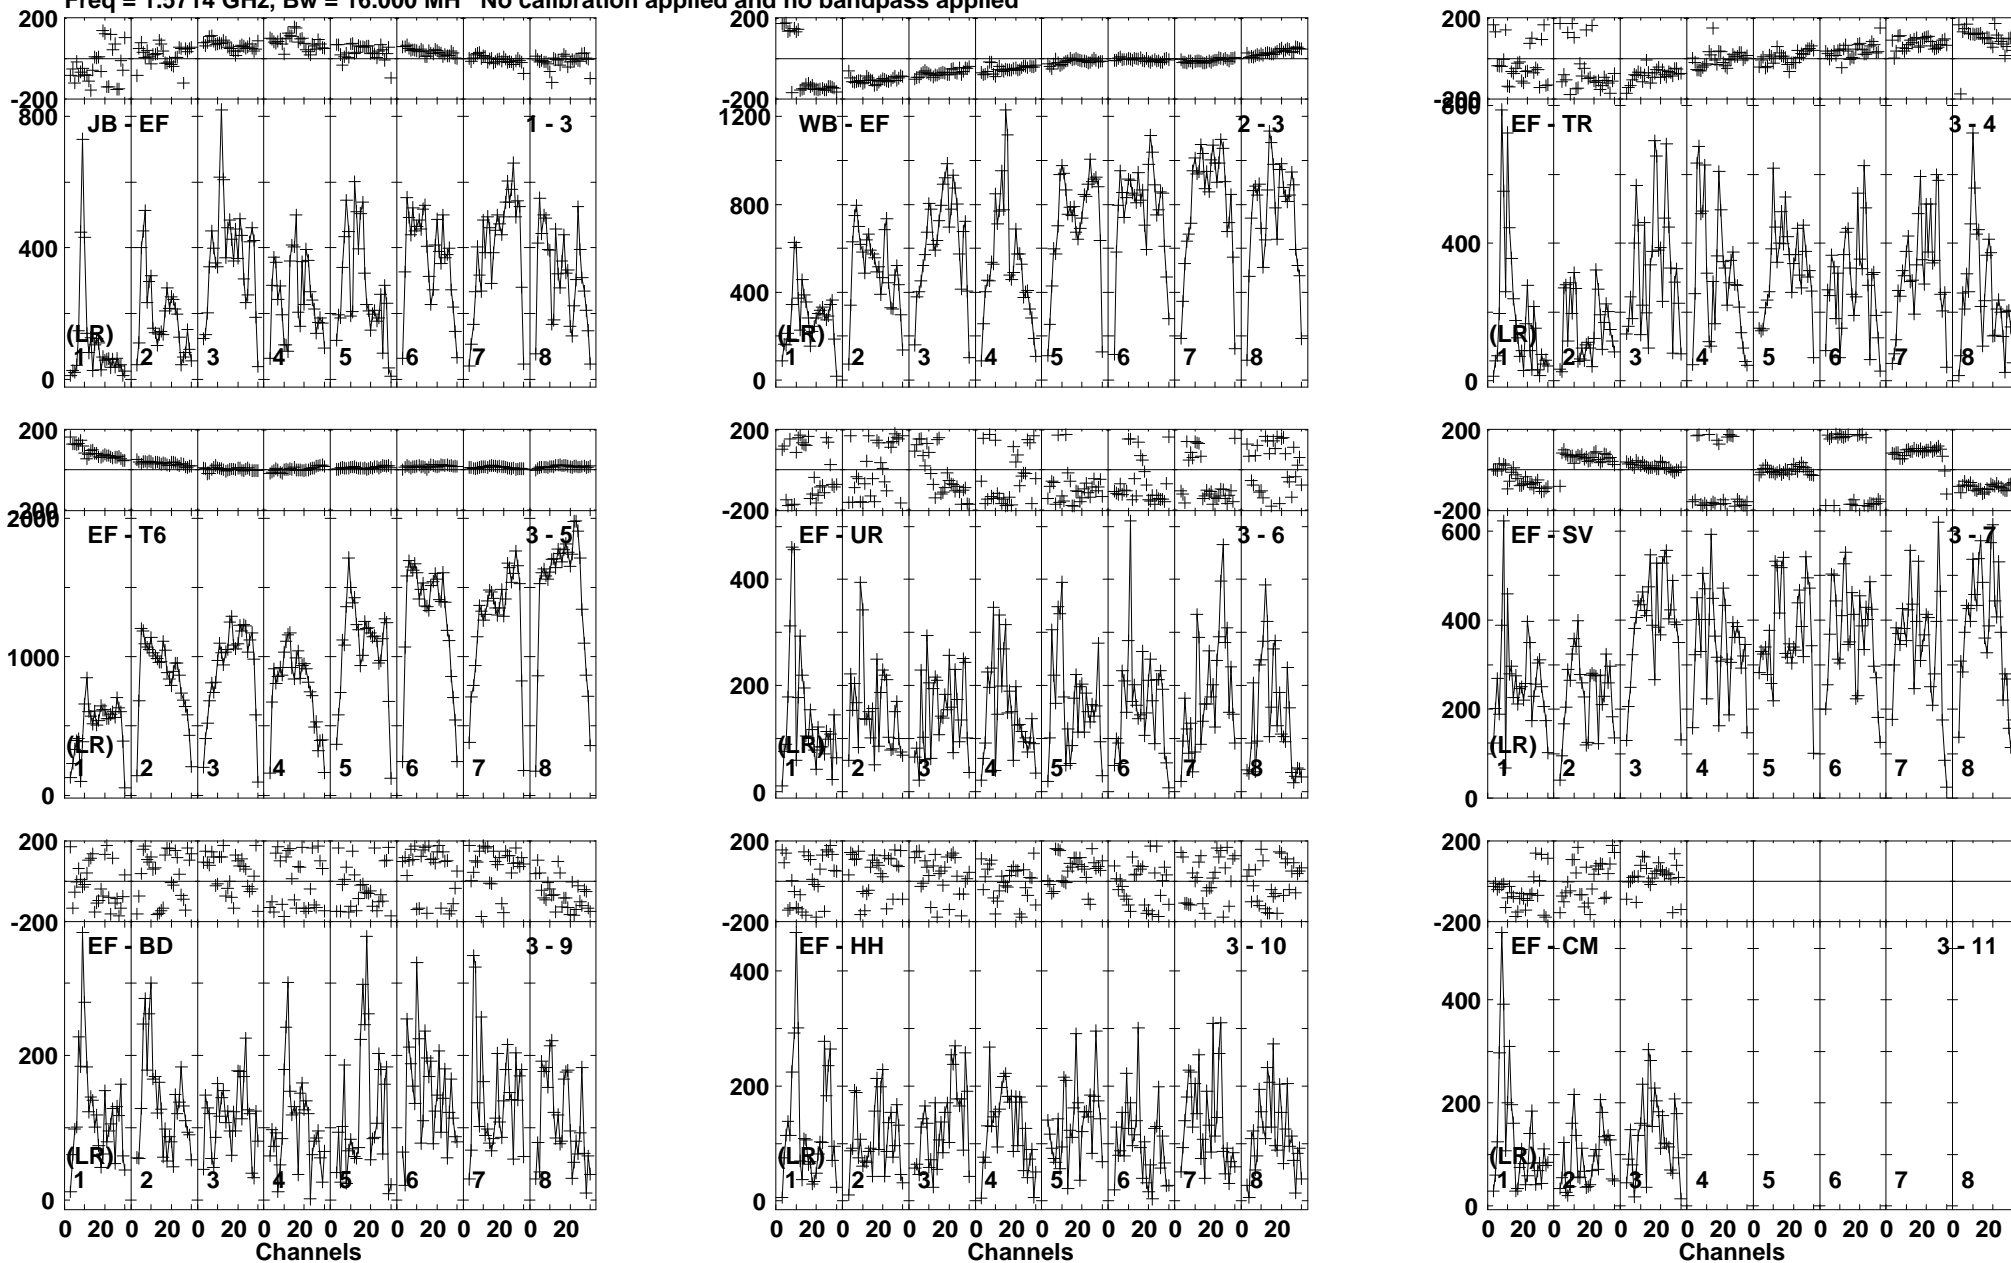 Freq = 1.5714 GHz, Bw = 16.000 MH No calibration applied and no bandpass applied
200
-200
800
400
0
JB - EF
1 - 3
(LR)
1 2 3 4 5 6 7 8
200
-200
1200
800
400
0
WB - EF
2 - 3
(LR)
1 2 3 4 5 6 7 8
200
-200
800
400
0
EF - TR
3 - 4
(LR)
1 2 3 4 5 6 7 8
200
-200
2000
1000
0
EF - T6
3 - 5
(LR)
1 2 3 4 5 6 7 8
200
-200
400
200
0
EF - UR
3 - 6
(LR)
1 2 3 4 5 6 7 8
200
-200
600
400
200
0
EF - SV
3 - 7
(LR)
1 2 3 4 5 6 7 8
200
-200
200
0
EF - BD
3 - 9
(LR)
1 2 3 4 5 6 7 8
0 20 0 20 0 20 0 20 0 20 0 20 0 20 0 20
Channels
200
-200
400
200
0
EF - HH
3 - 10
(LR)
1 2 3 4 5 6 7 8
0 20 0 20 0 20 0 20 0 20 0 20 0 20 0 20
200
-200
400
200
0
EF - CM
3 - 11
(LR)
1 2 3 4 5 6 7 8
0 20 0 20 0 20 0 20 0 20 0 20 0 20 0 20
Channels